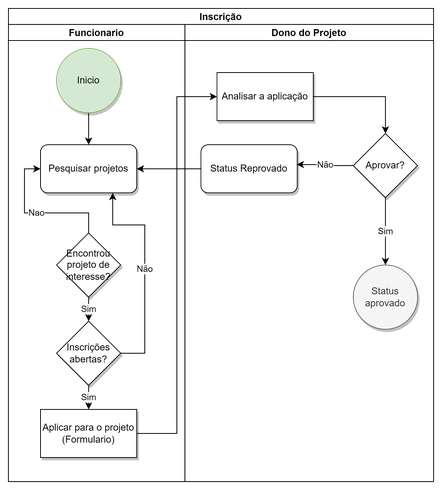 Inscrição
Funcionario
Dono do Projeto
Inicio
Analisar a aplicação
Pesquisar projetos
Status Reprovado
Não
Aprovar?
Nao
Sim
Encontrou
projeto de
interesse?
Não
Status
aprovado
Sim
Inscrições
abertas?
Sim
Aplicar para o projeto
(Formulario)